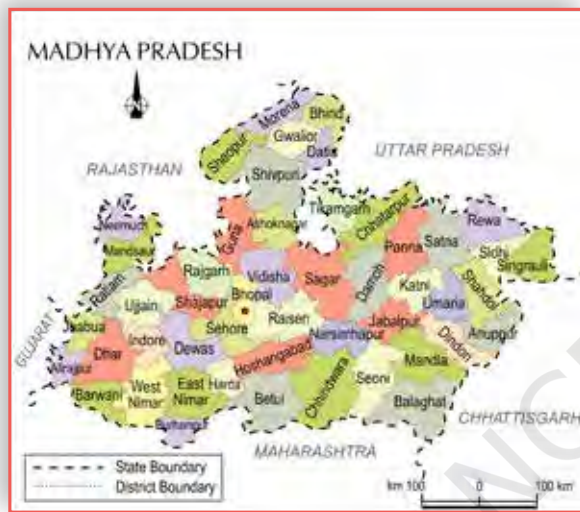 MADHYA PRADESH
N
Morena
Bhind
Gwalior
Sheopur
Datia
RAJASTHAN
UTTAR PRADESH
Shivpuri
Tikamgarh
Chhatarpur
Neemuch
Ashoknagar
Guna
Rewa
Panna
Satna
Mandsaur
Sidhi
Singrauli
Rajgarh
Vidisha
Sagar
Damoh
Katni
Shahdol
Ratlam
Ujjain
Shajapur
Bhopal
Umaria
GUJARAT
Jhabua
Sehore
Raisen
Jabalpur
Anuppur
Indore
Narsimhapur
Dindori
Dhar
Dewas
Alirajpur
Hoshangabad
Mandla
Seoni
Barwani
West
Nimar
East
Nimar
Harda
Betul
Chhindwara
Balaghat
Burhanpur
CHHATTISGARH
MAHARASHTRA
State Boundary
District Boundary
km 100 0 100 km